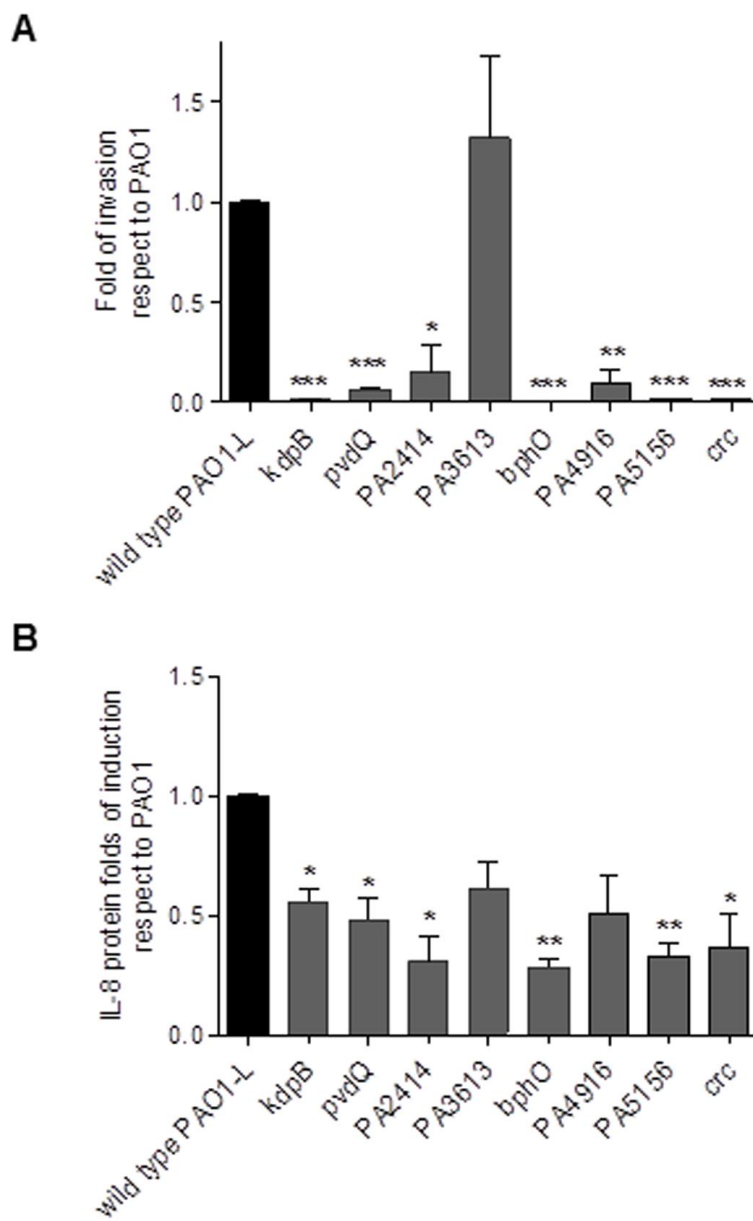 A
Fold of invasion
respect to PAO1
1.5
1.0
0.5
0.0
***
***
*
***
**
***
***
wild type PAO1-L
kdpB
pvdQ
PA2414
PA3613
bphO
PA4916
PA5156
crc
B
IL-8 protein folds of induction
respect to PAO1
1.5
1.0
0.5
0.0
*
*
*
**
**
*
wild type PAO1-L
kdpB
pvdQ
PA2414
PA3613
bphO
PA4916
PA5156
crc